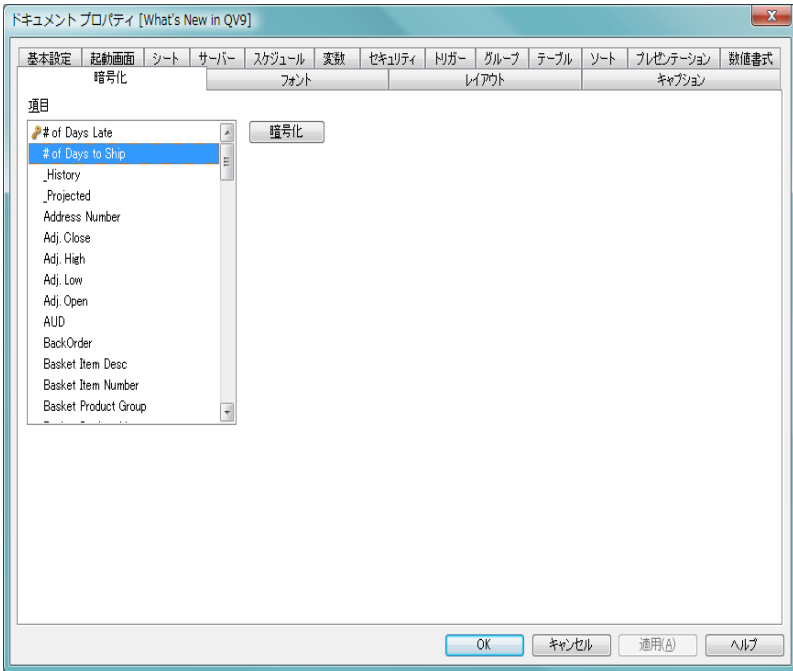 ドキュメント プロパティ [What's New in QV9]
基本設定 起動画面 シート サーバー スケジュール 変数 セキュリティ トリガー グループ テーブル ソート プレゼンテーション 数値書式
暗号化 フォント レイアウト キャプション
項目
# of Days Late 暗号化
# of Days to Ship
_History
_Projected
Address Number
Adj. Close
Adj. High
Adj. Low
Adj. Open
AUD
BackOrder
Basket Item Desc
Basket Item Number
Basket Product Group
OK キャンセル 適用(A) ヘルプ